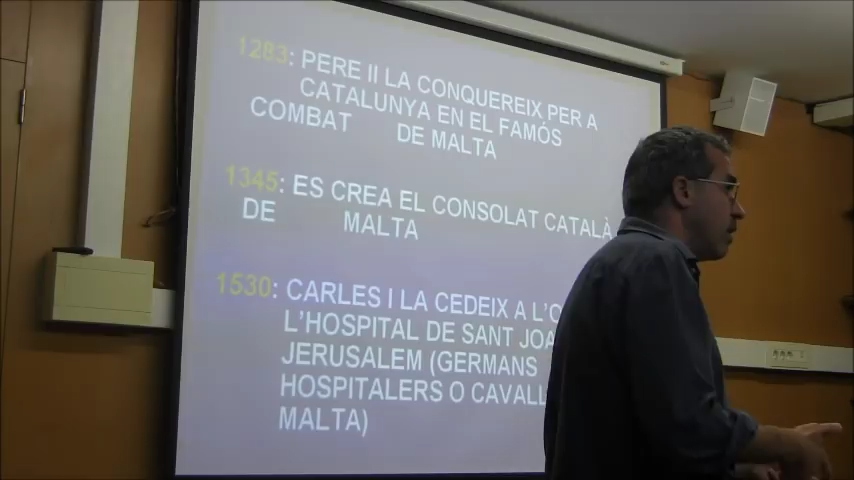 1283: PERE II LA CONQUEREIX PER A
CATALUNYA EN EL FAMÓS
COMBAT DE MALTA
1345: ES CREA EL CONSOLAT CATALÀ
DE MALTA
1530: CARLES I LA CEDEIX A L'O
L'HOSPITAL DE SANT JOA
JERUSALEM (GERMANS
HOSPITALERS O CAVALL
MALTA)